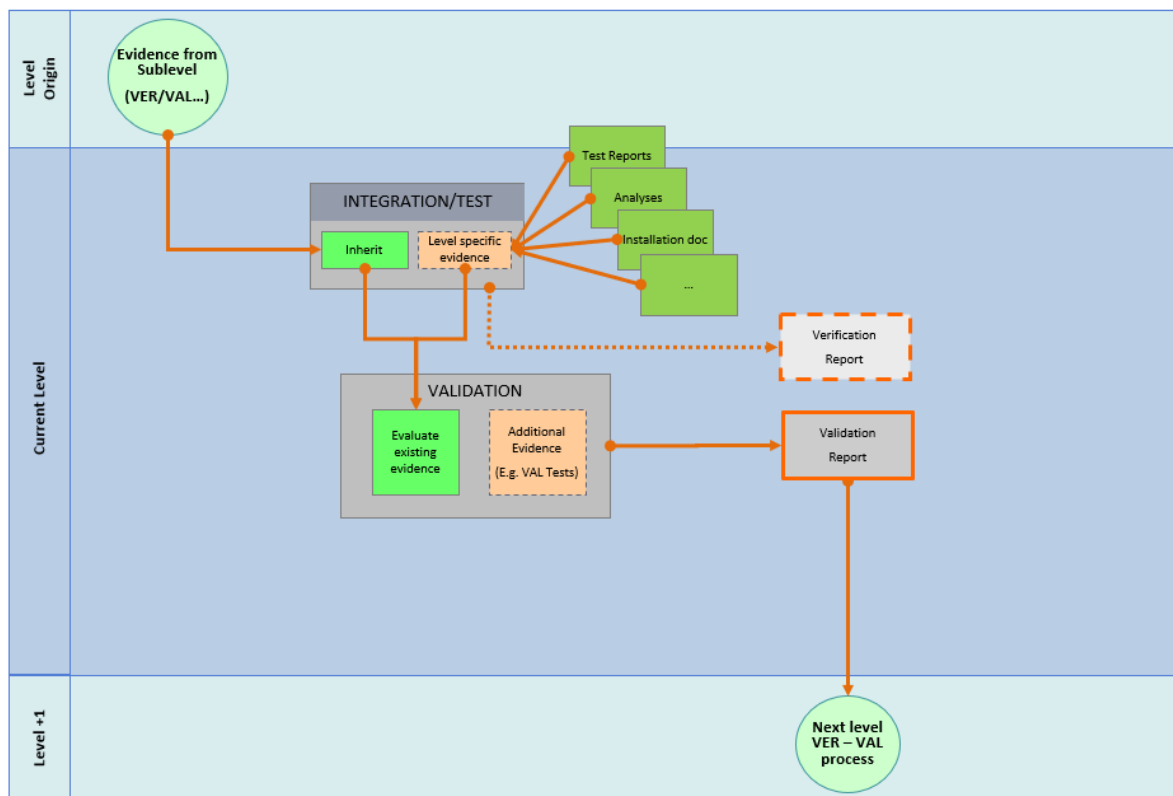 Level
Origin
Evidence from
Sublevel
(VER/VAL...)
Current Level
INTEGRATION/TEST
Inherit
Level specific
evidence
Test Reports
Analyses
Installation doc
...
Verification
Report
VALIDATION
Evaluate
existing
evidence
Additional
Evidence
(E.g. VAL Tests)
Validation
Report
Level +1
Next level
VER – VAL
process